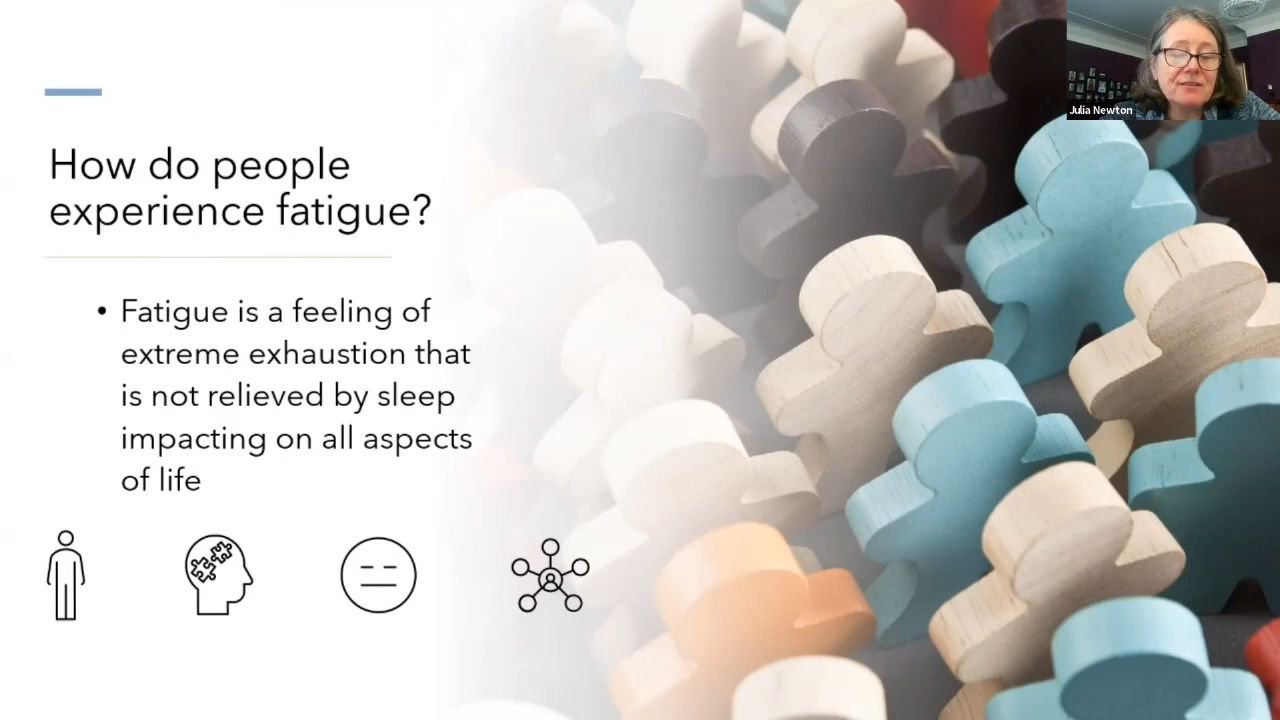 Julia Newton
How do people
experience fatigue?
• Fatigue is a feeling of
extreme exhaustion that
is not relieved by sleep
impacting on all aspects
of life